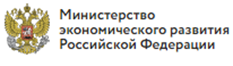 Министерство
экономического развития
Российской Федерации